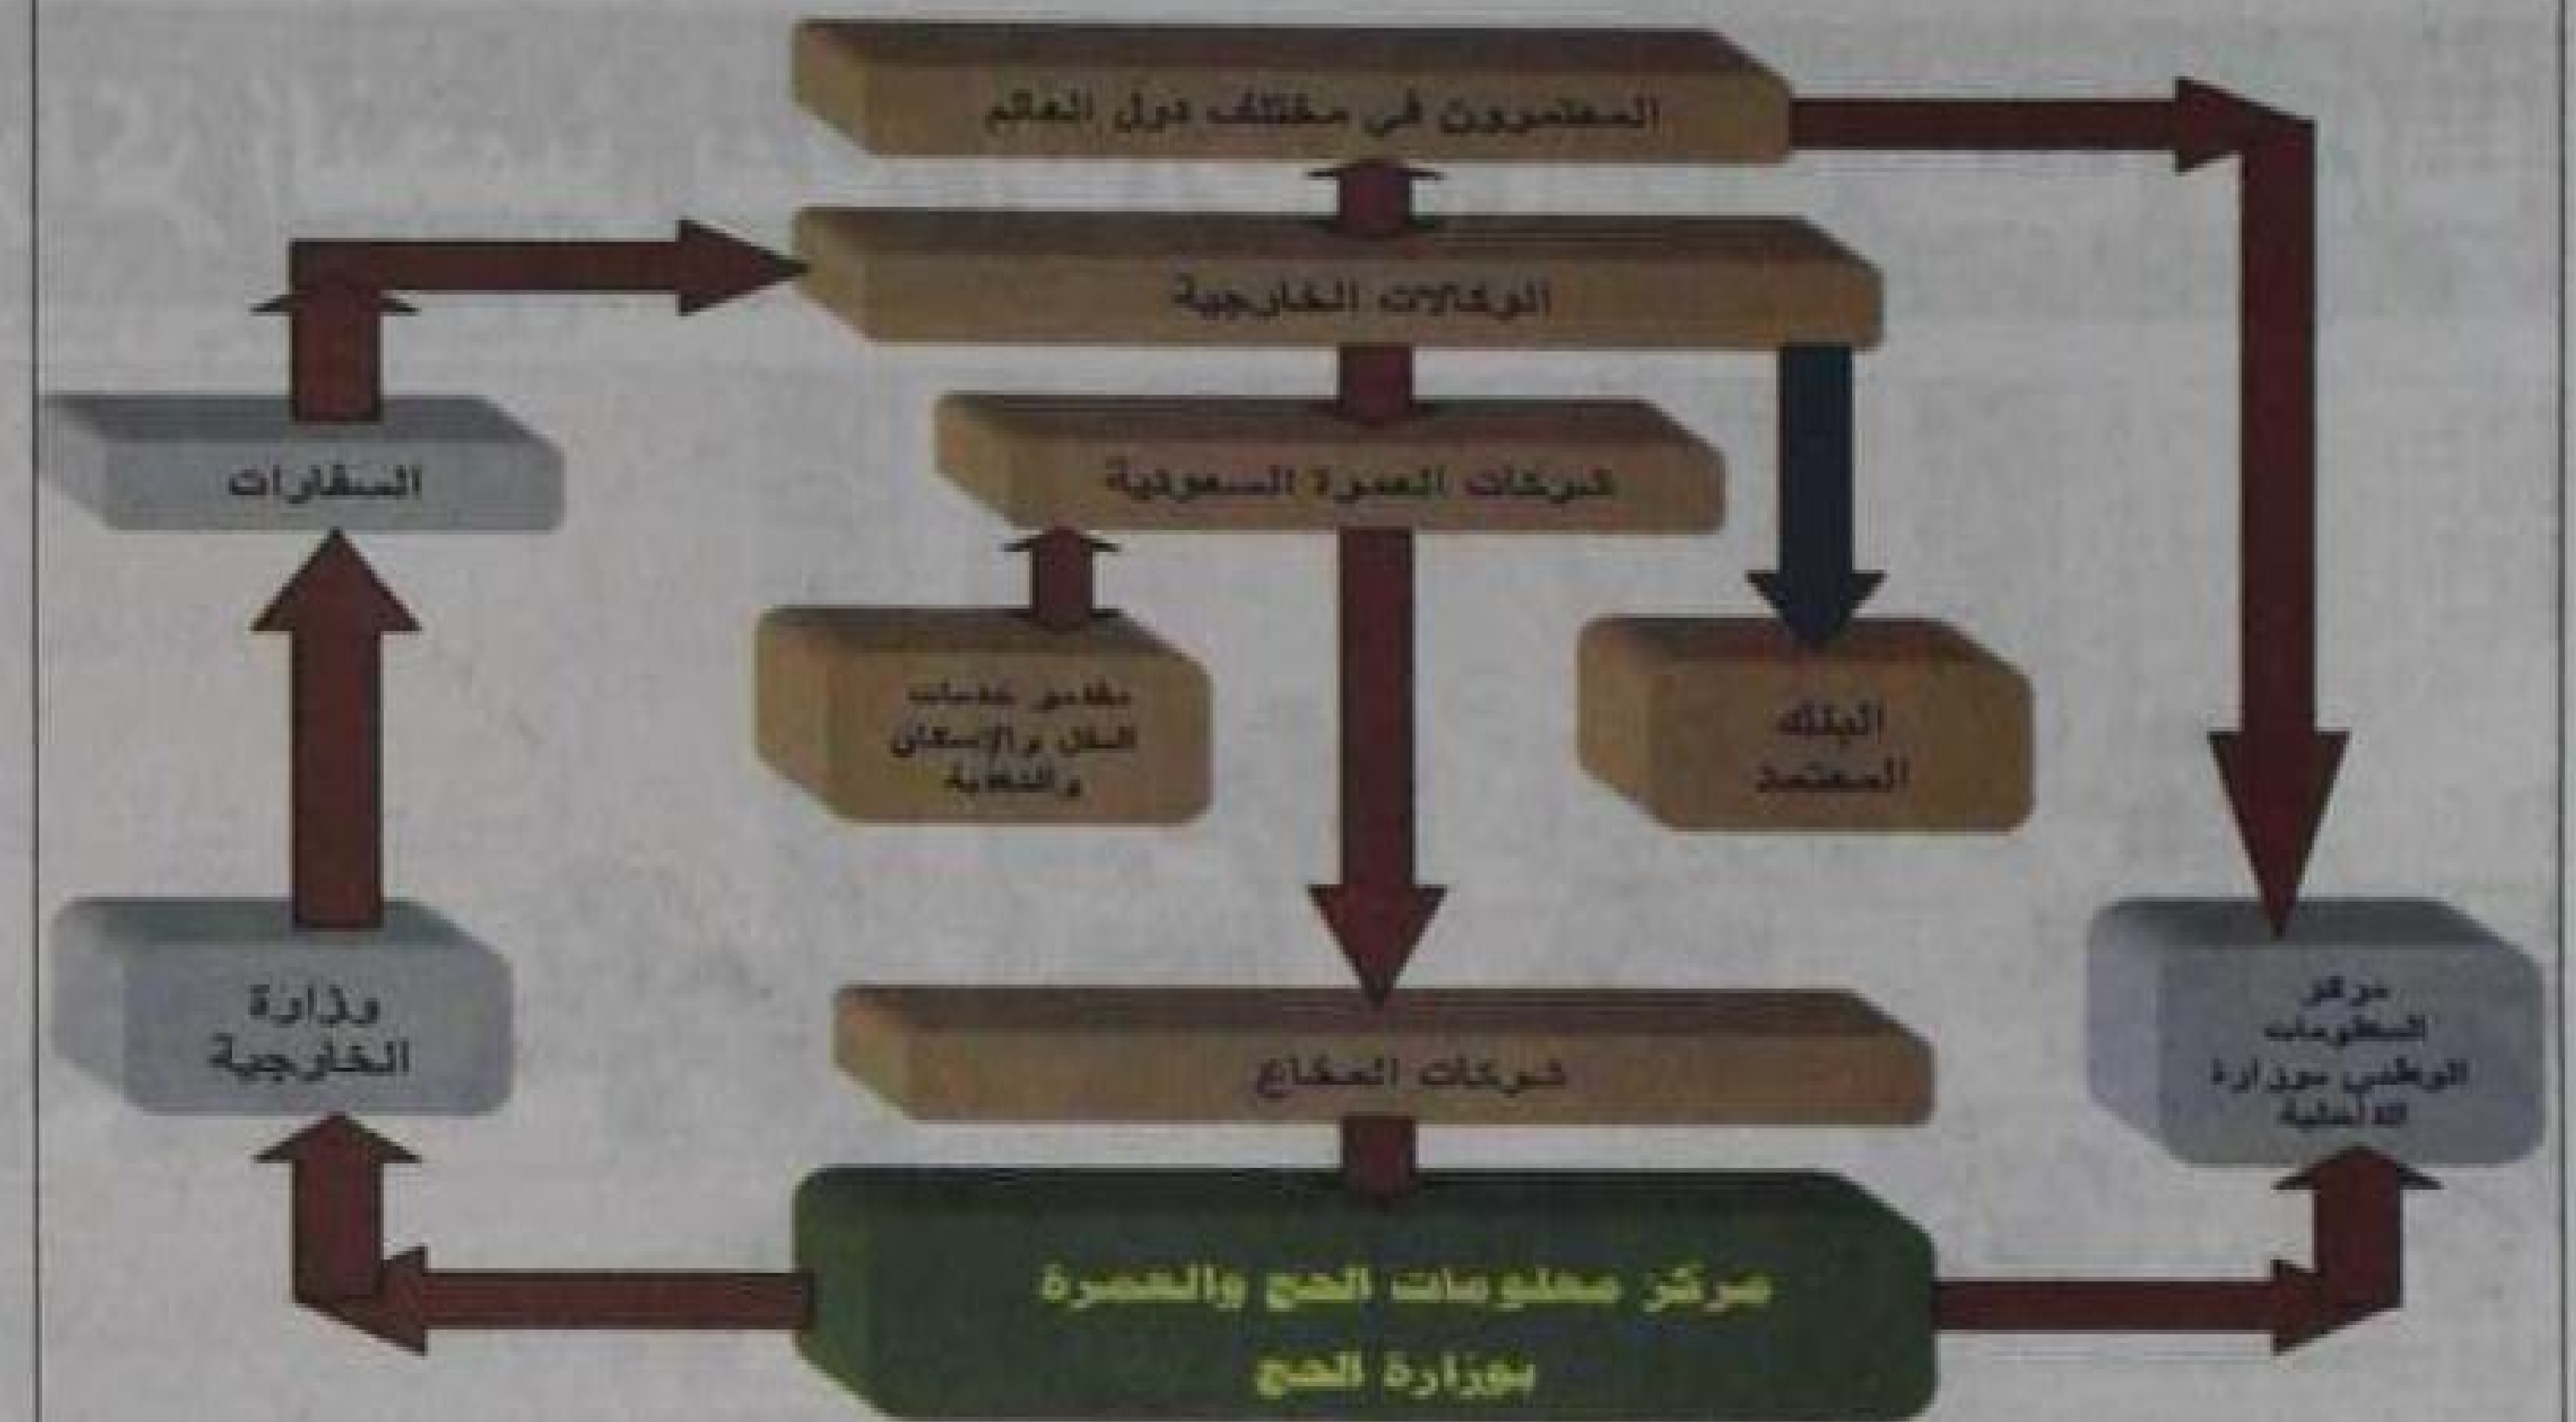 المعتمرون في مختلف دول العالم
الوكالات الخارجية
السفارات
شركات العمرة السعودية
مقدمو خدمات
النقل والإسكان
والتغذية
البنك
المعتمد
وزارة
الخارجية
مركز
المعلومات
الوطني بوزارة
الداخلية
شركات
مركز معلومات الحج والعمرة
بوزارة الحج